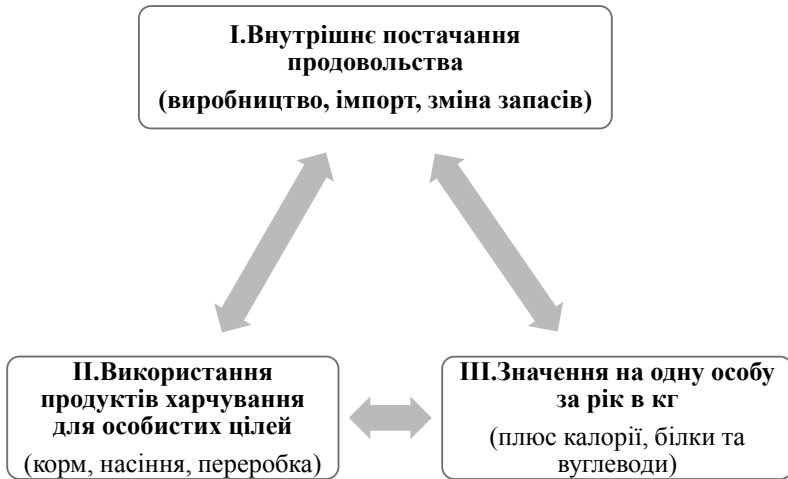 І.Внутрішнє постачання
продовольства
(виробництво, імпорт, зміна запасів)
ІІ.Використання
продуктів харчування
для особистих цілей
(корм, насіння, переробка)
ІІІ.Значення на одну особу
за рік в кг
(плюс калорії, білки та
вуглеводи)